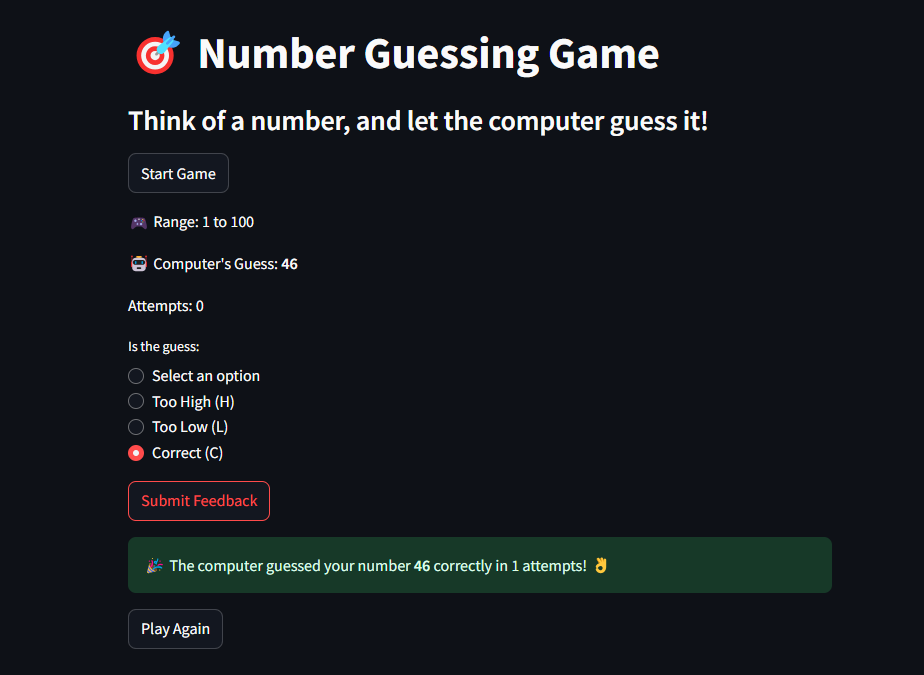 Number Guessing Game
Think of a number, and let the computer guess it!
Start Game
Range: 1 to 100
Computer's Guess: 46
Attempts: 0
Is the guess:
Select an option
Too High (H)
Too Low (L)
Correct (C)
Submit Feedback
The computer guessed your number 46 correctly in 1 attempts!
Play Again